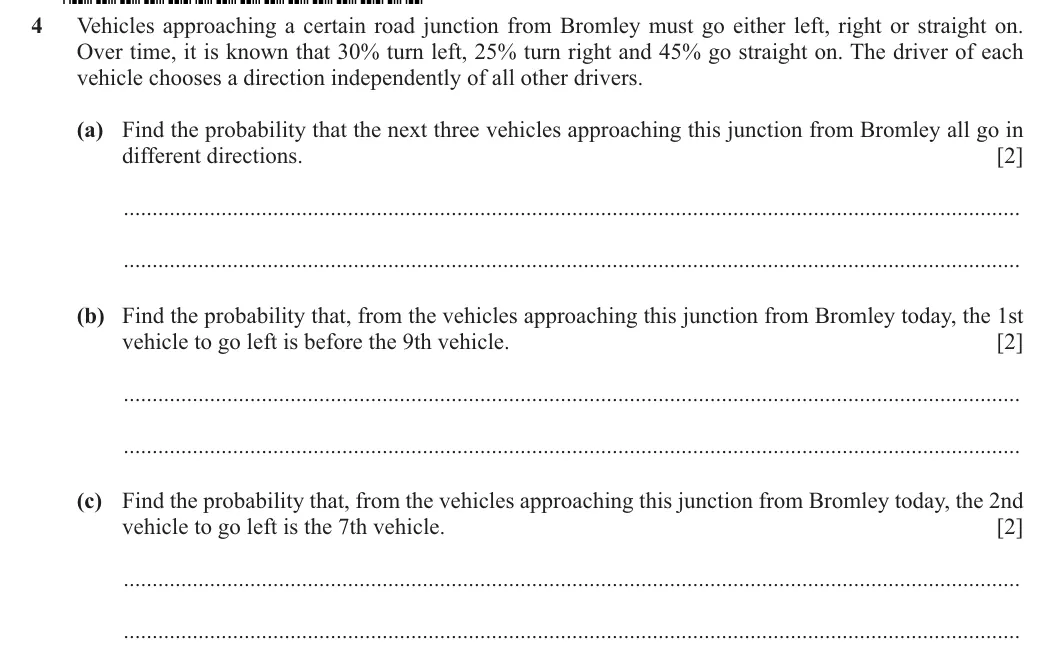 4 Vehicles approaching a certain road junction from Bromley must go either left, right or straight on.
Over time, it is known that 30% turn left, 25% turn right and 45% go straight on. The driver of each
vehicle chooses a direction independently of all other drivers.
(a) Find the probability that the next three vehicles approaching this junction from Bromley all go in
different directions. [2]
(b) Find the probability that, from the vehicles approaching this junction from Bromley today, the 1st
vehicle to go left is before the 9th vehicle. [2]
(c) Find the probability that, from the vehicles approaching this junction from Bromley today, the 2nd
vehicle to go left is the 7th vehicle. [2]